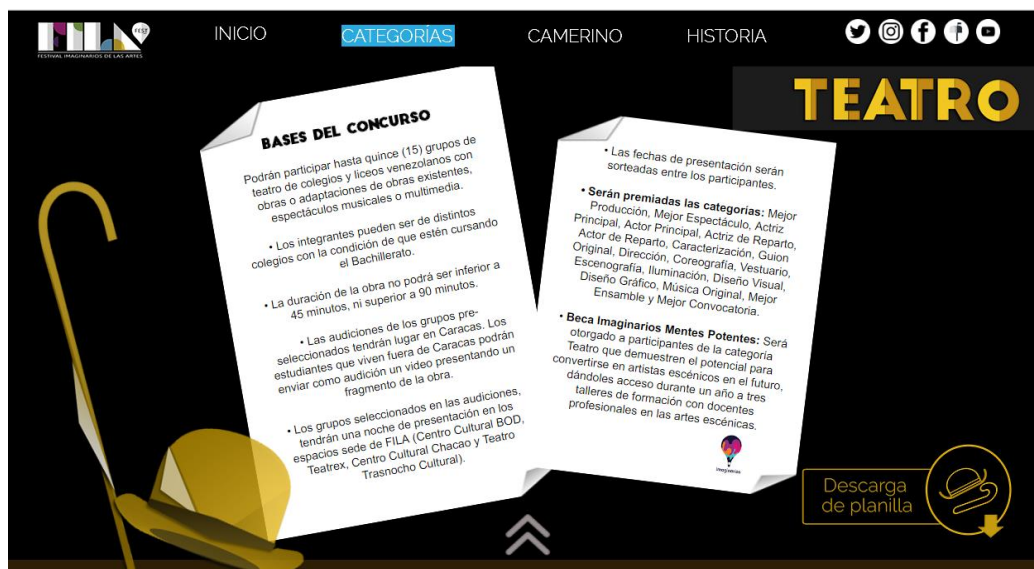 FILA FEST
FESTIVAL IMAGINARIOS DE LAS ARTES
INICIO
CATEGORÍAS
CAMERINO
HISTORIA
TEATRO
BASES DEL CONCURSO
Podrán participar hasta quince (15) grupos de
teatro de colegios y liceos venezolanos con
obras o adaptaciones de obras existentes,
espectáculos musicales o multimedia.
• Los integrantes pueden ser de distintos
colegios con la condición de que estén cursando
el Bachillerato.
• La duración de la obra no podrá ser inferior a
45 minutos, ni superior a 90 minutos.
• Las audiciones de los grupos pre-
seleccionados tendrán lugar en Caracas. Los
estudiantes que viven fuera de Caracas podrán
enviar como audición un video presentando un
fragmento de la obra.
• Los grupos seleccionados en las audiciones,
tendrán una noche de presentación en los
espacios sede de FILA (Centro Cultural BOD,
Teatrex, Centro Cultural Chacao y Teatro
Trasnocho Cultural).
• Las fechas de presentación serán
sorteadas entre los participantes.
• Serán premiadas las categorías: Mejor
Producción, Mejor Espectáculo, Actriz
Principal, Actor Principal, Actriz de Reparto,
Actor de Reparto, Caracterización, Guion
Original, Dirección, Coreografía, Vestuario,
Escenografía, Iluminación, Diseño Visual,
Diseño Gráfico, Música Original, Mejor
Ensamble y Mejor Convocatoria.
• Beca Imaginarios Mentes Potentes: Será
otorgado a participantes de la categoría
Teatro que demuestren el potencial para
convertirse en artistas escénicos en el futuro,
dándoles acceso durante un año a tres
talleres de formación con docentes
profesionales en las artes escénicas.
Imaginarios
Descarga
de planilla